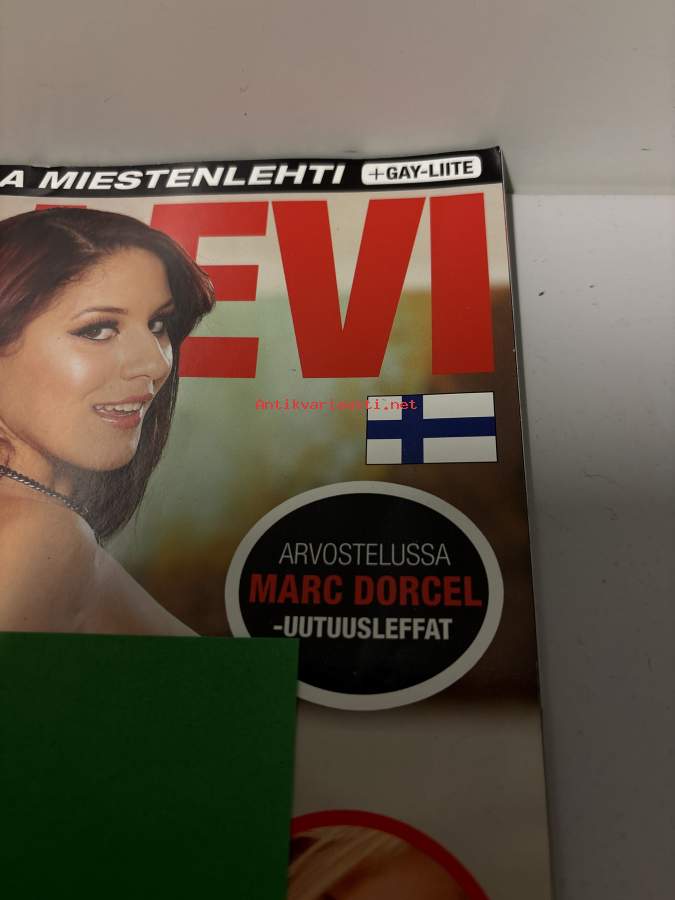 A MIESTENLEHTI +GAY-LIITE
EVI
Antikvariaatti.net
ARVOSTELUSSA
MARC DORCEL
-UUTUUSLEFFAT